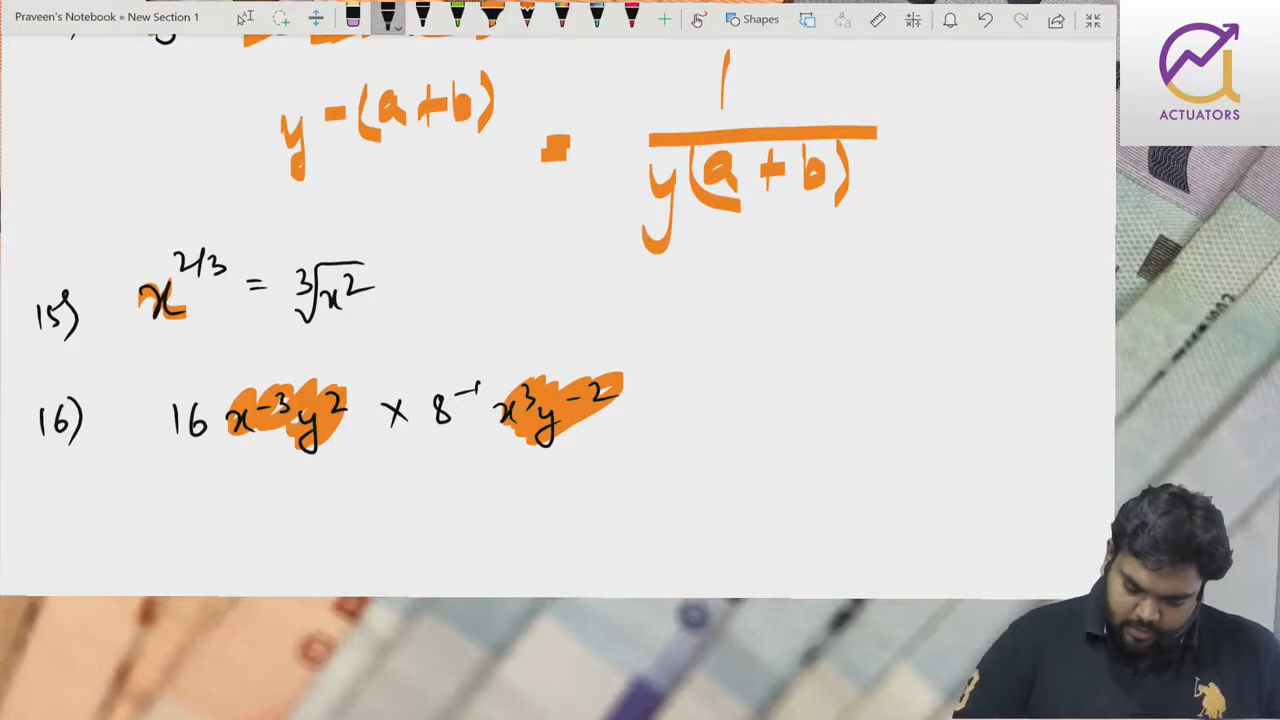 Praveen's Notebook » New Section 1
Shapes
ACTUATORS
y^-(a+b) = 1/y(a+b)
15) x^2/3 = ³√x²
16) 16 x^-3 y^2 × 8^-1 x^3 y^-2